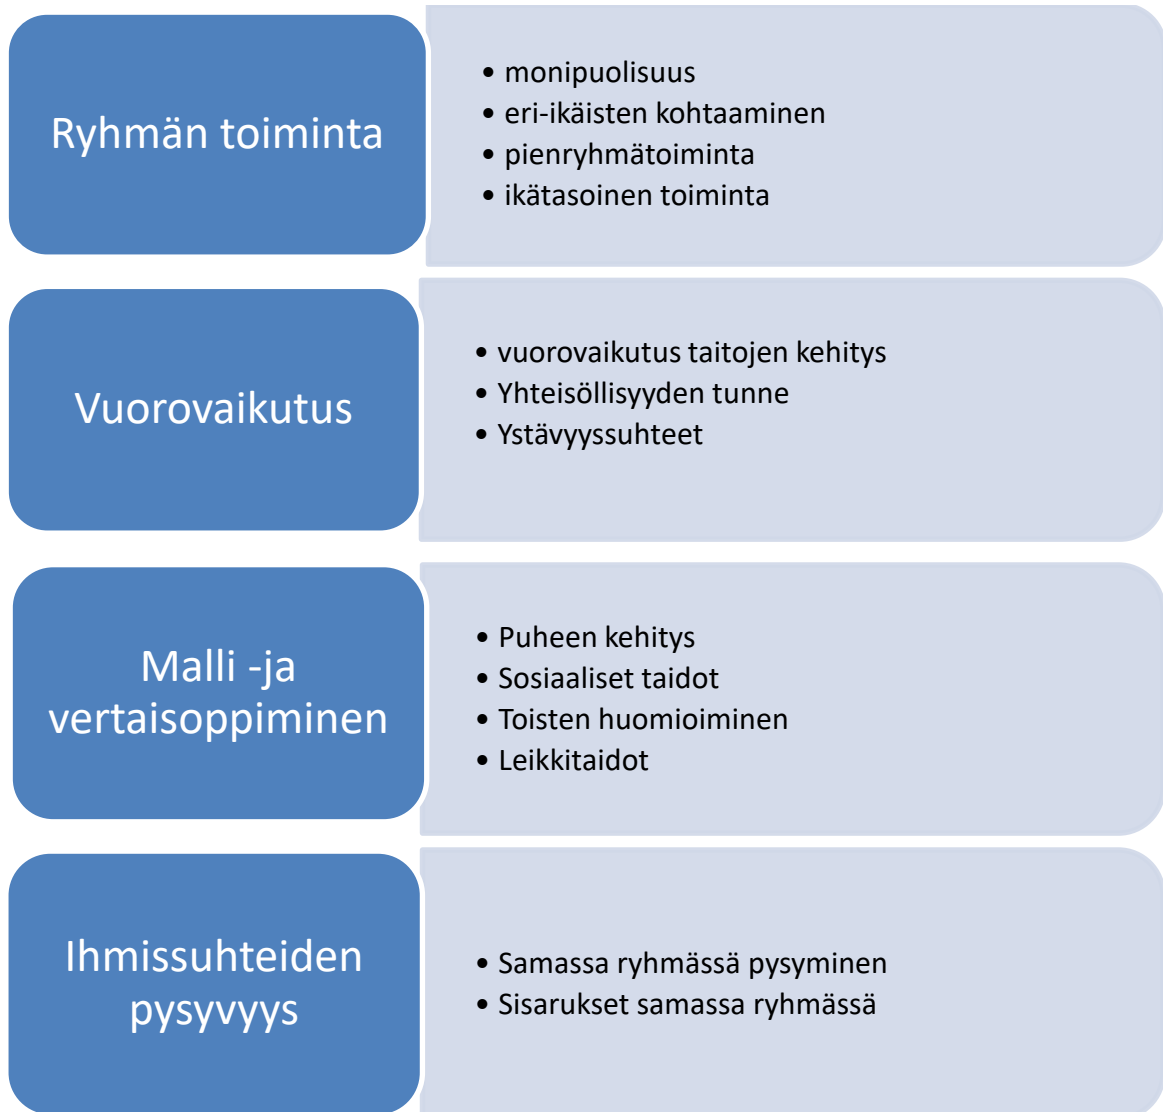 Ryhmän toiminta
• monipuolisuus
• eri-ikäisten kohtaaminen
• pienryhmätoiminta
• ikätasoinen toiminta
Vuorovaikutus
• vuorovaikutus taitojen kehitys
• Yhteisöllisyyden tunne
• Ystävyyssuhteet
Malli -ja
vertaisoppiminen
• Puheen kehitys
• Sosiaaliset taidot
• Toisten huomioiminen
• Leikkitaidot
Ihmissuhteiden
pysyvyys
• Samassa ryhmässä pysyminen
• Sisarukset samassa ryhmässä